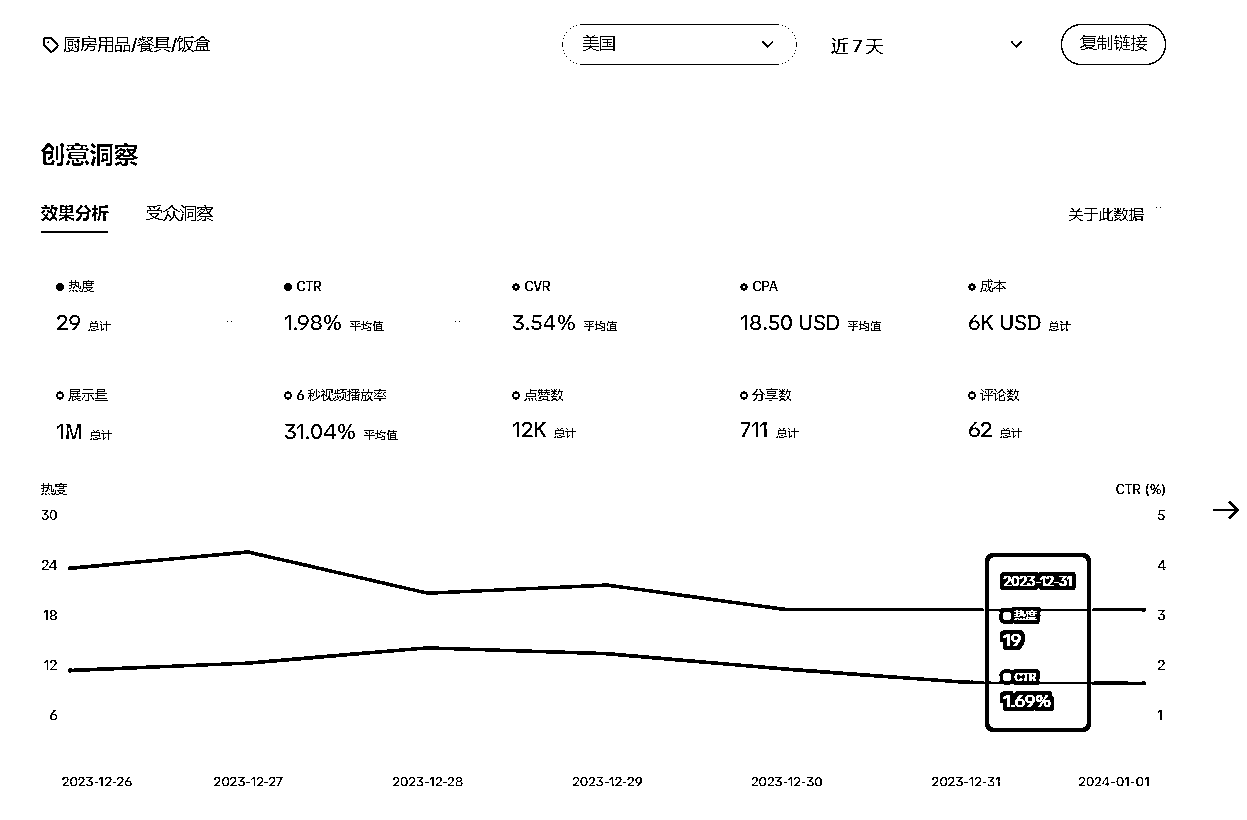 厨房用品/餐具/饭盒 美国 近 7 天 复制链接
创意洞察
效果分析 受众洞察 关于此数据
热度 CTR CVR CPA 成本
29 总计 1.98% 平均值 3.54% 平均值 18.50 USD 平均值 6K USD 总计
展示量 6 秒视频播放率 点赞数 分享数 评论数
1M 总计 31.04% 平均值 12K 总计 711 总计 62 总计
热度 CTR (%)
30 5
24 4
2023-12-31
18 热度 3
19
12 2
CTR
1.69%
6 1
2023-12-26 2023-12-27 2023-12-28 2023-12-29 2023-12-30 2023-12-31 2024-01-01